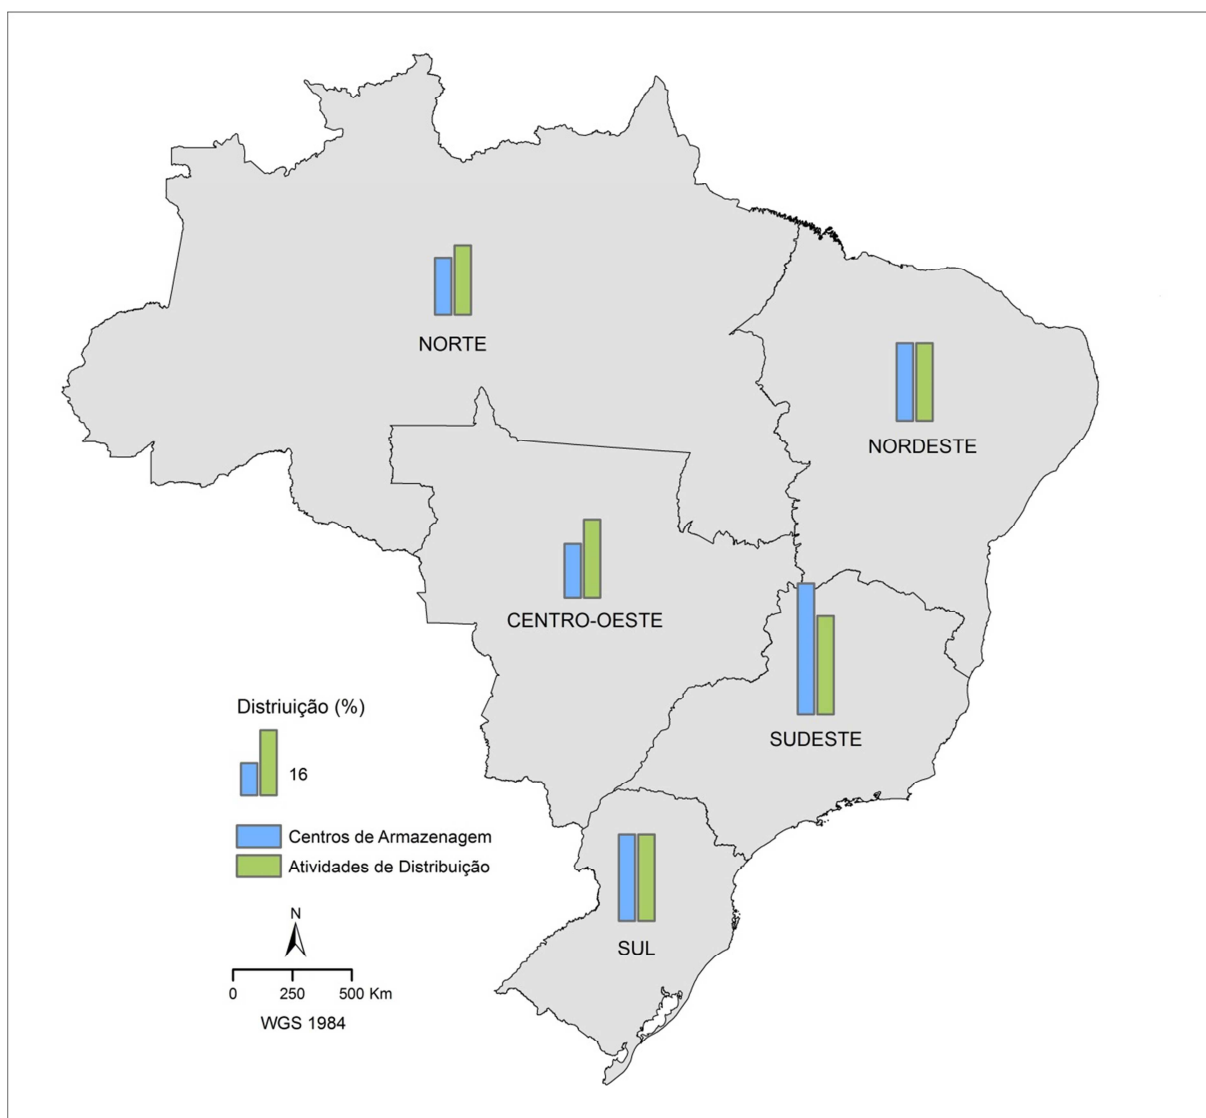 NORTE
NORDESTE
CENTRO-OESTE
SUDESTE
Distriuição (%)
16
Centros de Armazenagem
Atividades de Distribuição
N
0 250 500 Km
WGS 1984
SUL